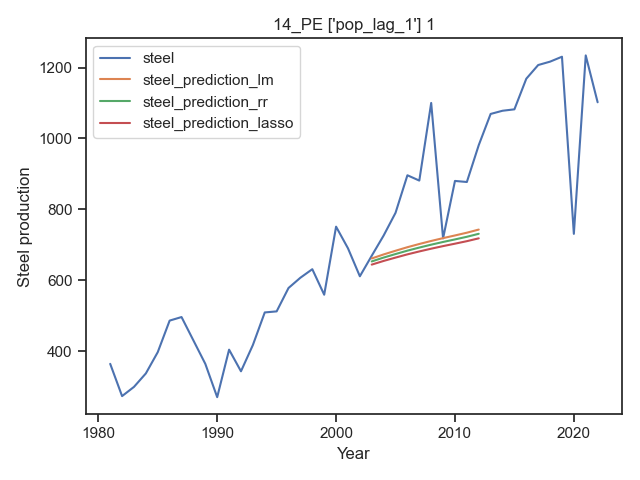 14_PE ['pop_lag_1'] 1
steel
steel_prediction_lm
steel_prediction_rr
steel_prediction_lasso
Steel production
1200
1000
800
600
400
1980
1990
2000
2010
2020
Year